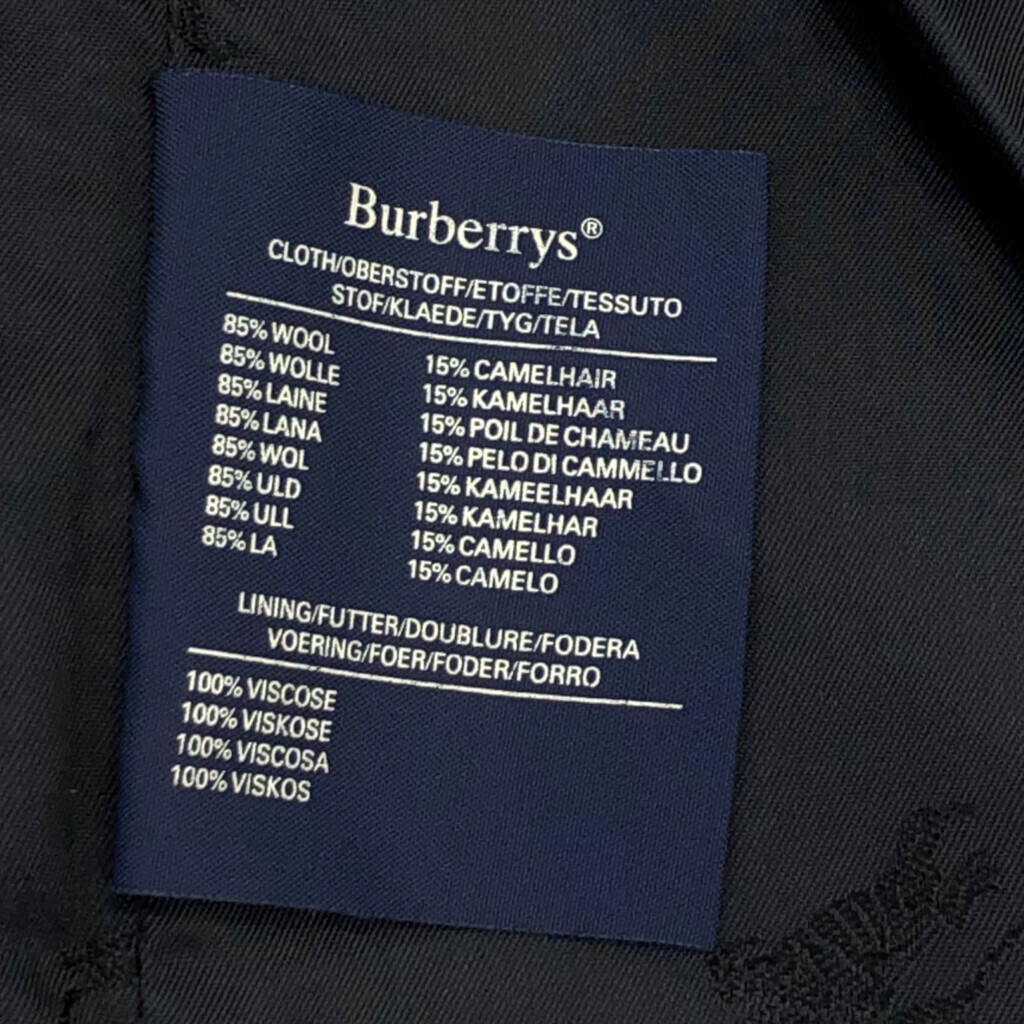 Burberrys®
CLOTH/OBERSTOFF/ETOFFE/TESSUTO
STOF/KLAEDE/TYG/TELA
85% WOOL 15% CAMELHAIR
85% WOLLE 15% KAMELHAAR
85% LAINE 15% POIL DE CHAMEAU
85% LANA 15% PELO DI CAMMELLO
85% WOL 15% KAMEELHAAR
85% ULD 15% KAMELHAR
85% ULL 15% CAMELLO
85% LA 15% CAMELO
LINING/FUTTER/DOUBLURE/FODERA
VOERING/FOER/FODER/FORRO
100% VISCOSE
100% VISKOSE
100% VISCOSA
100% VISKOS